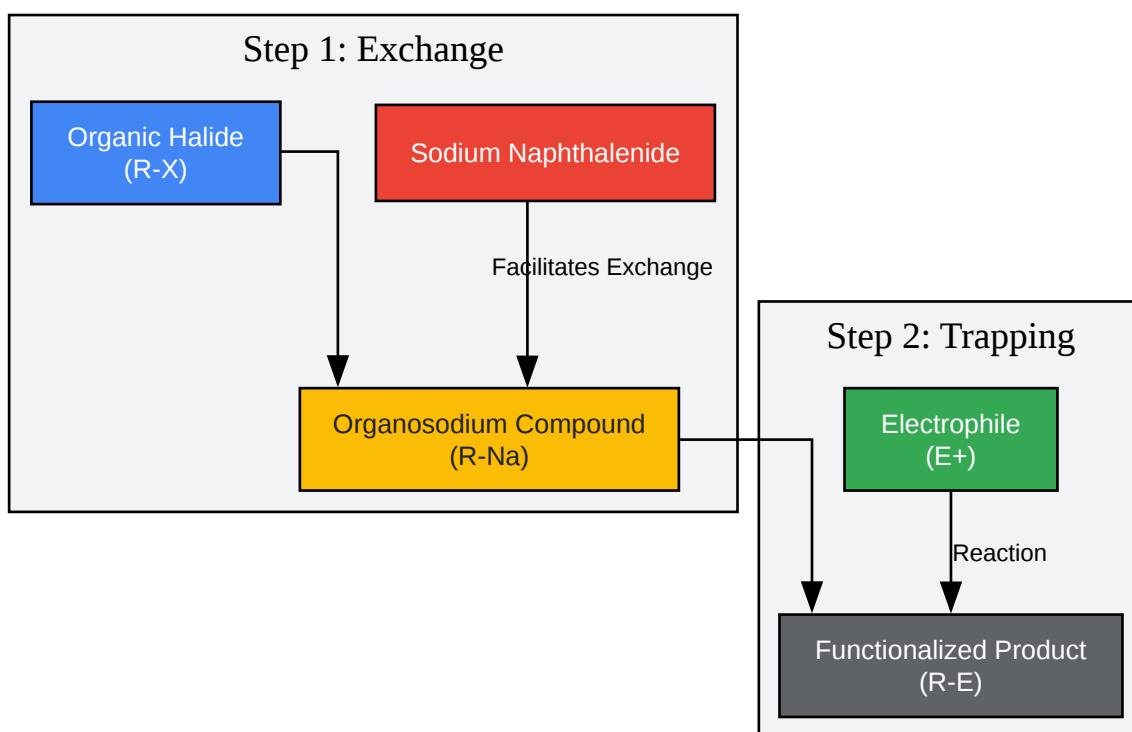 Step 1: Exchange
Organic Halide
(R-X)
Sodium Naphthalenide
Facilitates Exchange
Organosodium Compound
(R-Na)
Step 2: Trapping
Electrophile
(E+)
Reaction
Functionalized Product
(R-E)